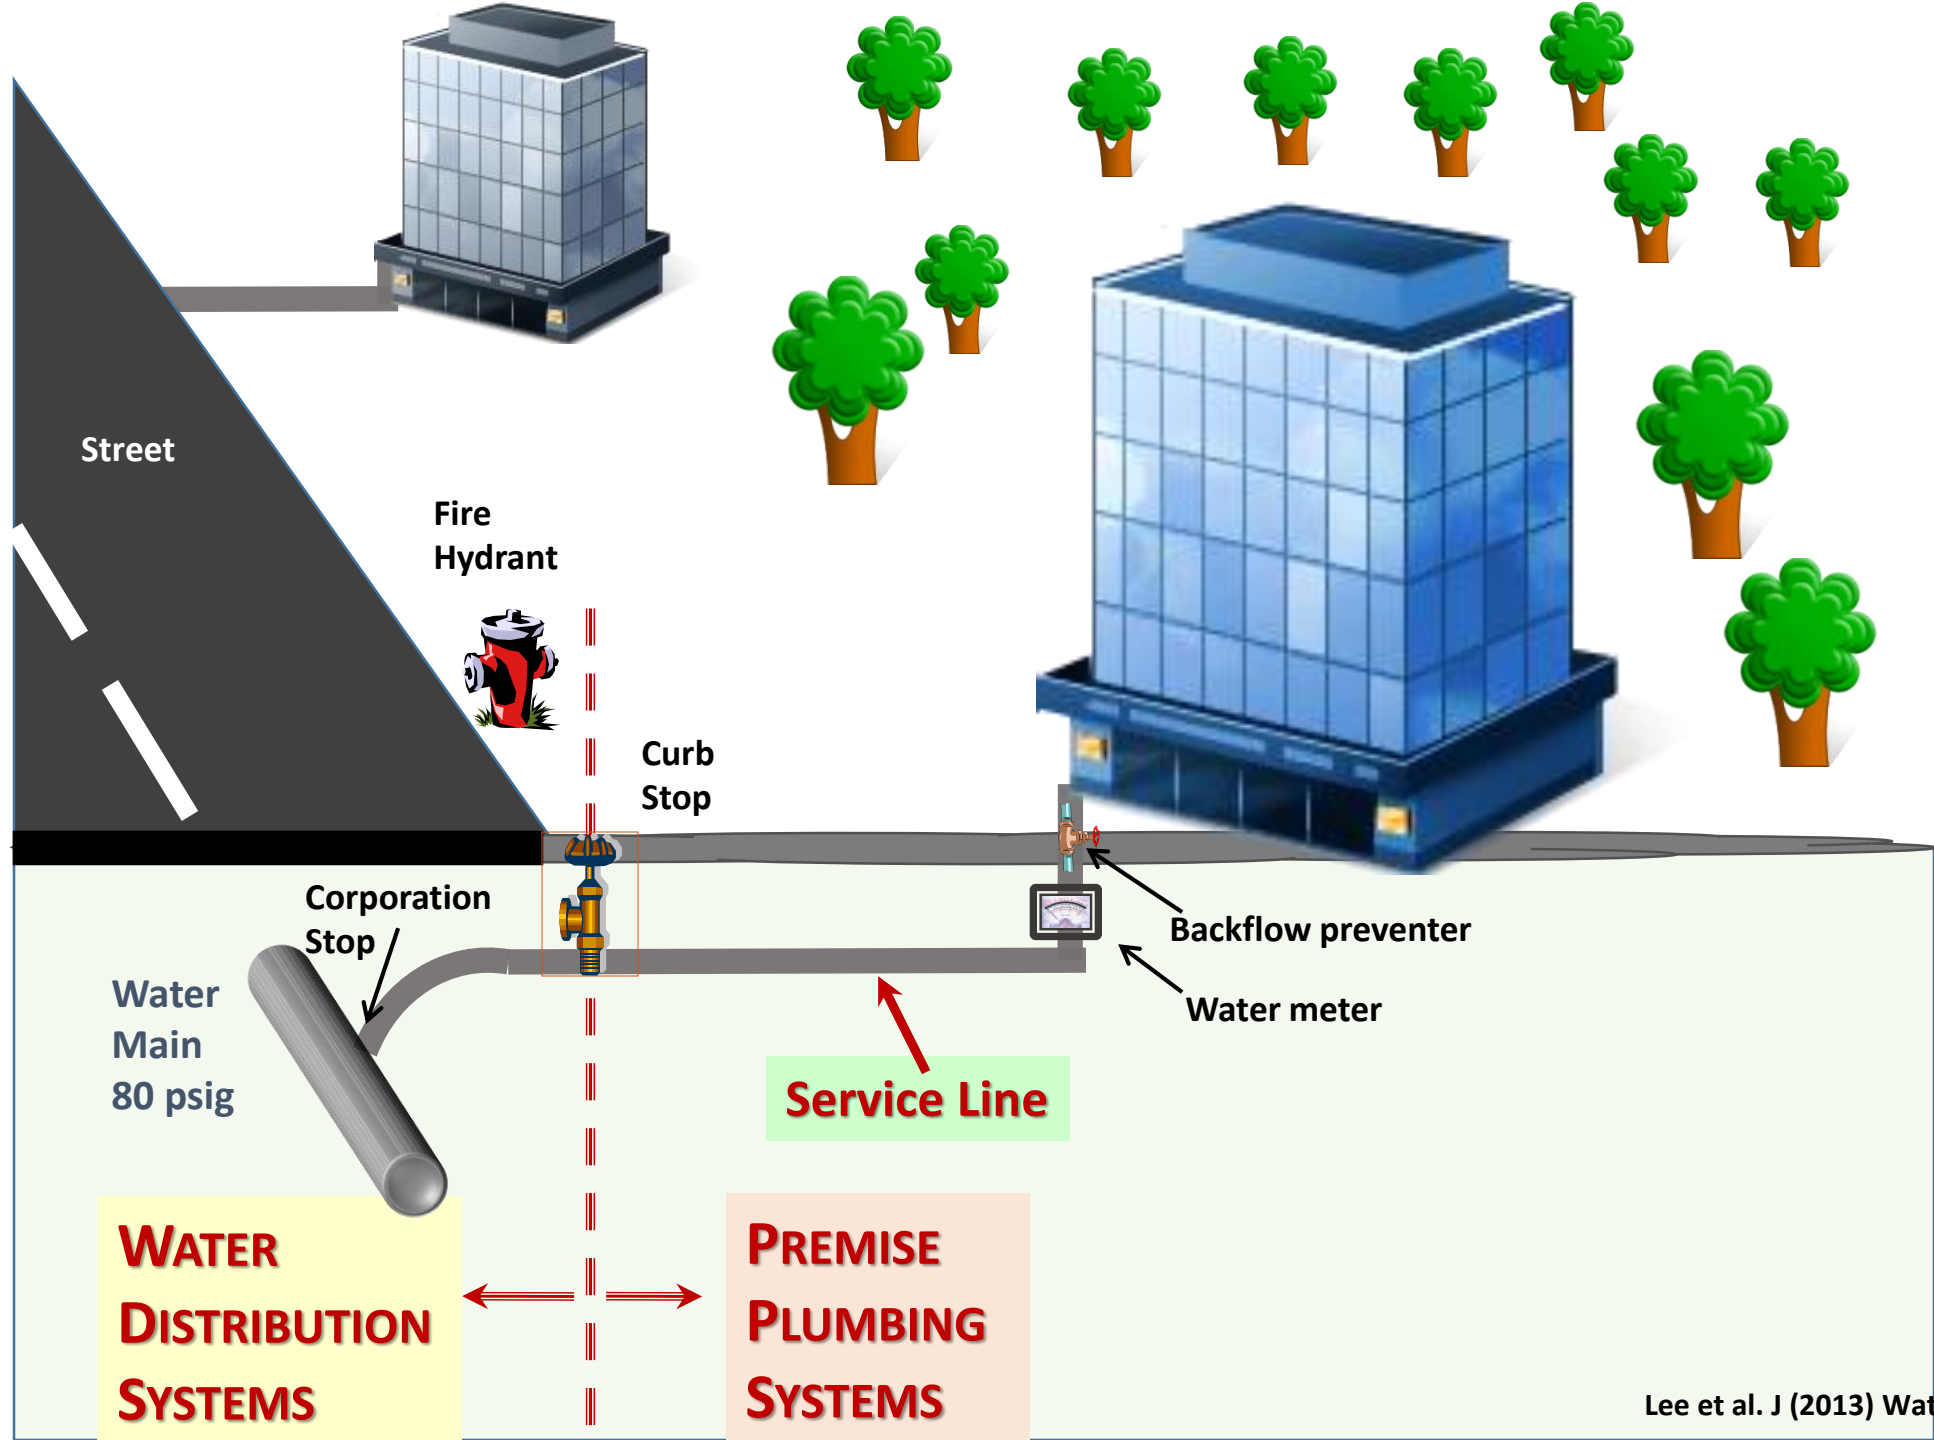 Street
Fire
Hydrant
Curb
Stop
Corporation
Stop
Backflow preventer
Water
Main
80 psig
Water meter
Service Line
WATER
DISTRIBUTION
SYSTEMS
PREMISE
PLUMBING
SYSTEMS
Lee et al. J (2013) Wat